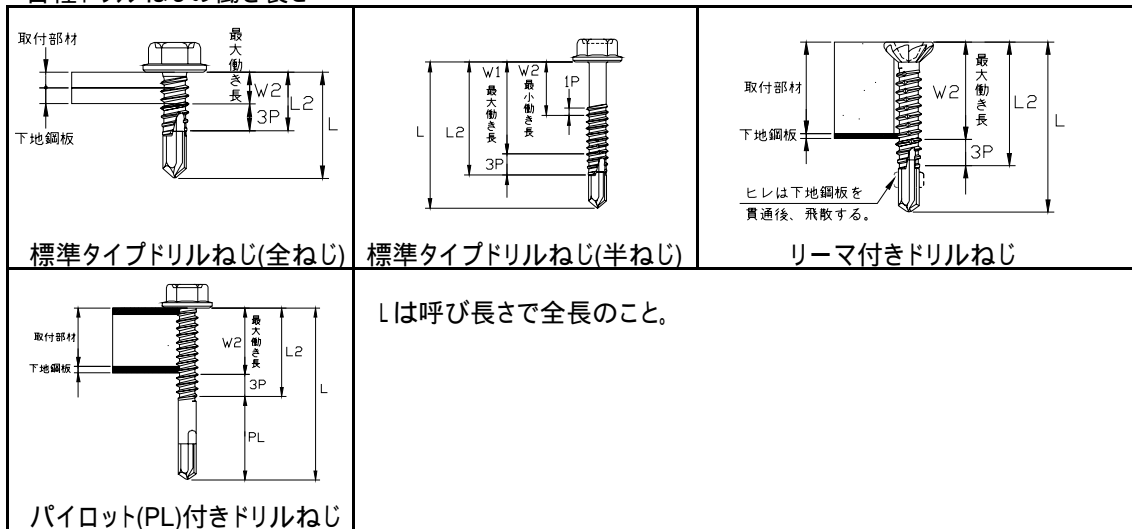 各種ドリルねじの働き長さ
取付部材
下地鋼板
最大働き長
W2
3P
L2
L
標準タイプドリルねじ(全ねじ)
L
L2
W1
最大働き長
3P
W2
最小働き長
1P
標準タイプドリルねじ(半ねじ)
取付部材
下地鋼板
W2
最大働き長
3P
L2
L
ヒレは下地鋼板を
貫通後、飛散する。
リーマ付きドリルねじ
取付部材
下地鋼板
W2
最大働き長
3P
L2
L
PL
パイロット(PL)付きドリルねじ
Lは呼び長さで全長のこと。